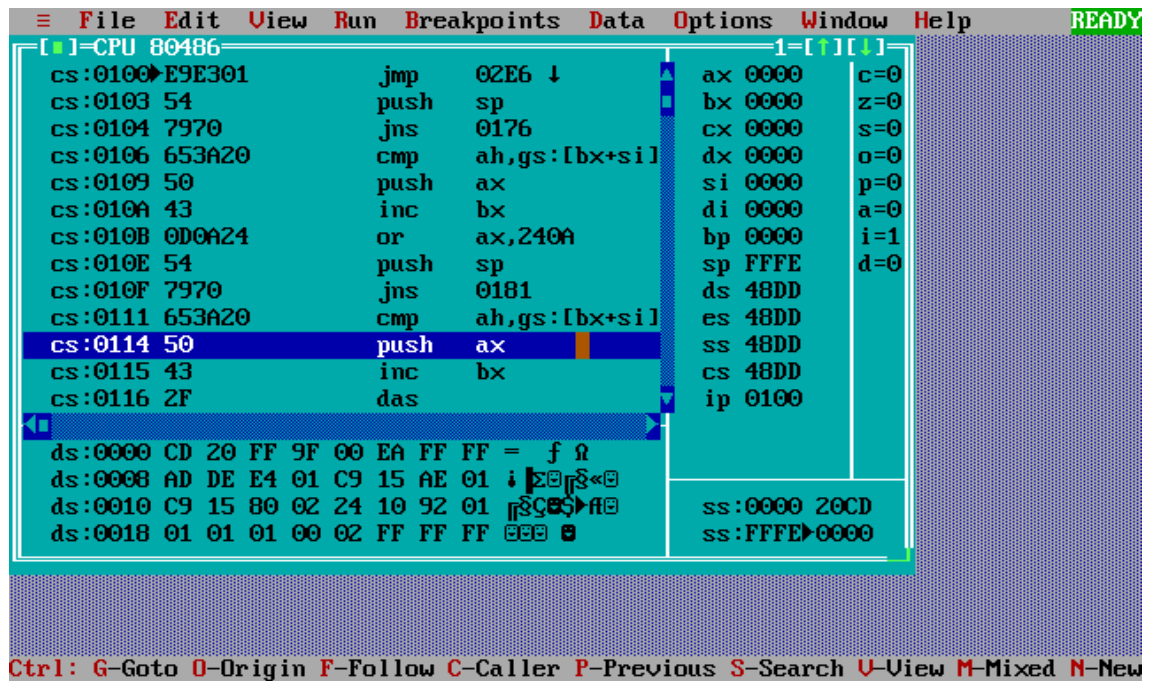 ≡ File Edit View Run Breakpoints Data Options Window Help READY
[■]=CPU 80486 1=[↑][↓]
cs:0100►E9E301 jmp 02E6 ↓ ax 0000 c=0
cs:0103 54 push sp bx 0000 z=0
cs:0104 7970 jns 0176 cx 0000 s=0
cs:0106 653A20 cmp ah,gs:[bx+si] dx 0000 o=0
cs:0109 50 push ax si 0000 p=0
cs:010A 43 inc bx di 0000 a=0
cs:010B 0D0A24 or ax,240A bp 0000 i=1
cs:010E 54 push sp sp FFFE d=0
cs:010F 7970 jns 0181 ds 48DD
cs:0111 653A20 cmp ah,gs:[bx+si] es 48DD
cs:0114 50 push ax ss 48DD
cs:0115 43 inc bx cs 48DD
cs:0116 2F das ip 0100
ds:0000 CD 20 FF 9F 00 EA FF FF = ƒ Ω
ds:0008 AD DE E4 01 C9 15 AE 01 ¡▐Σ☺╔§«☺
ds:0010 C9 15 80 02 24 10 92 01 ╔§Ç☻$►Æ☺ ss:0000 20CD
ds:0018 01 01 01 00 02 FF FF FF ☺☺☺ ☻ ss:FFFE►0000
Ctrl: G-Goto O-Origin F-Follow C-Caller P-Previous S-Search V-View M-Mixed N-New